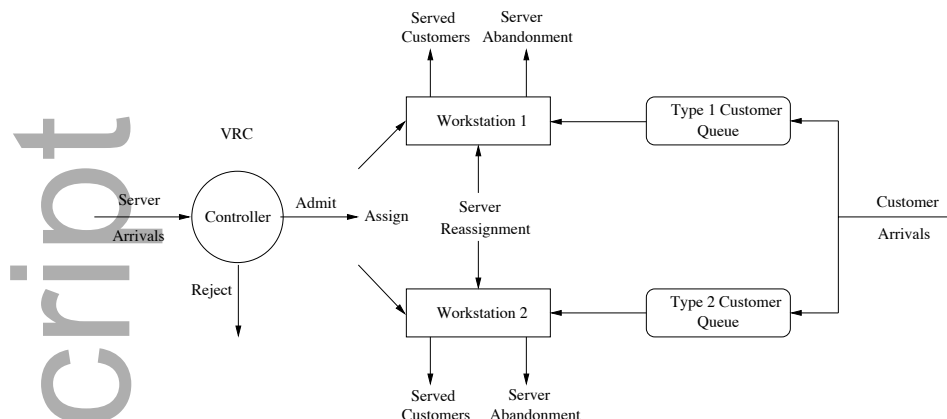 Served
Customers
Server
Abandonment
VRC
Workstation 1
Type 1 Customer
Queue
Server
Arrivals
Controller
Admit
Assign
Reject
Server
Reassignment
Customer
Arrivals
Workstation 2
Type 2 Customer
Queue
Served
Customers
Server
Abandonment
cript